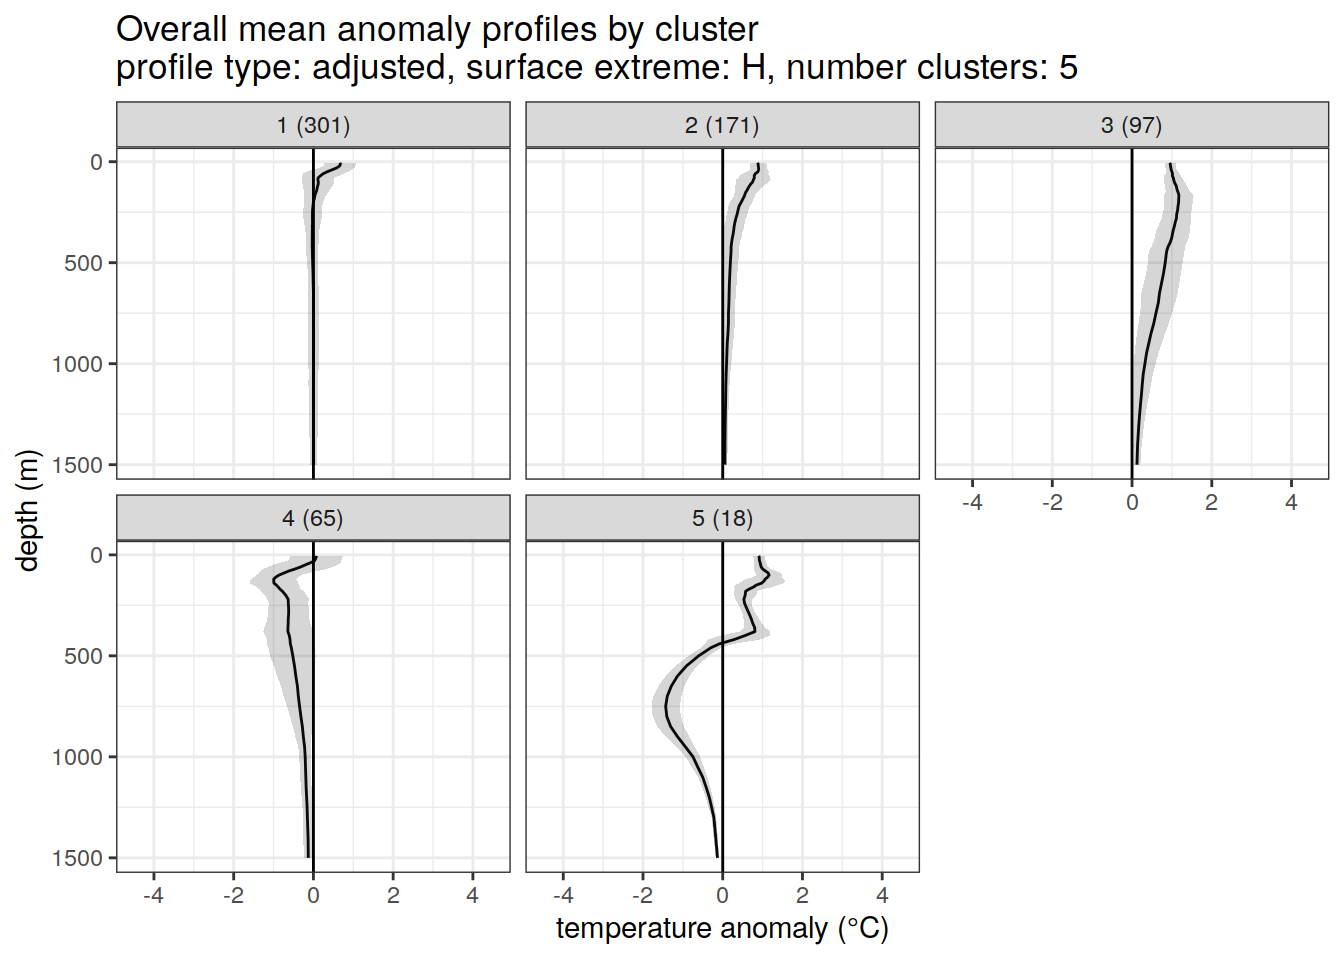 Overall mean anomaly profiles by cluster
profile type: adjusted, surface extreme: H, number clusters: 5
1 (301)
2 (171)
3 (97)
0
500
1000
1500
-4 -2 0 2 4
4 (65)
5 (18)
0
500
1000
1500
-4 -2 0 2 4
-4 -2 0 2 4
depth (m)
temperature anomaly (°C)